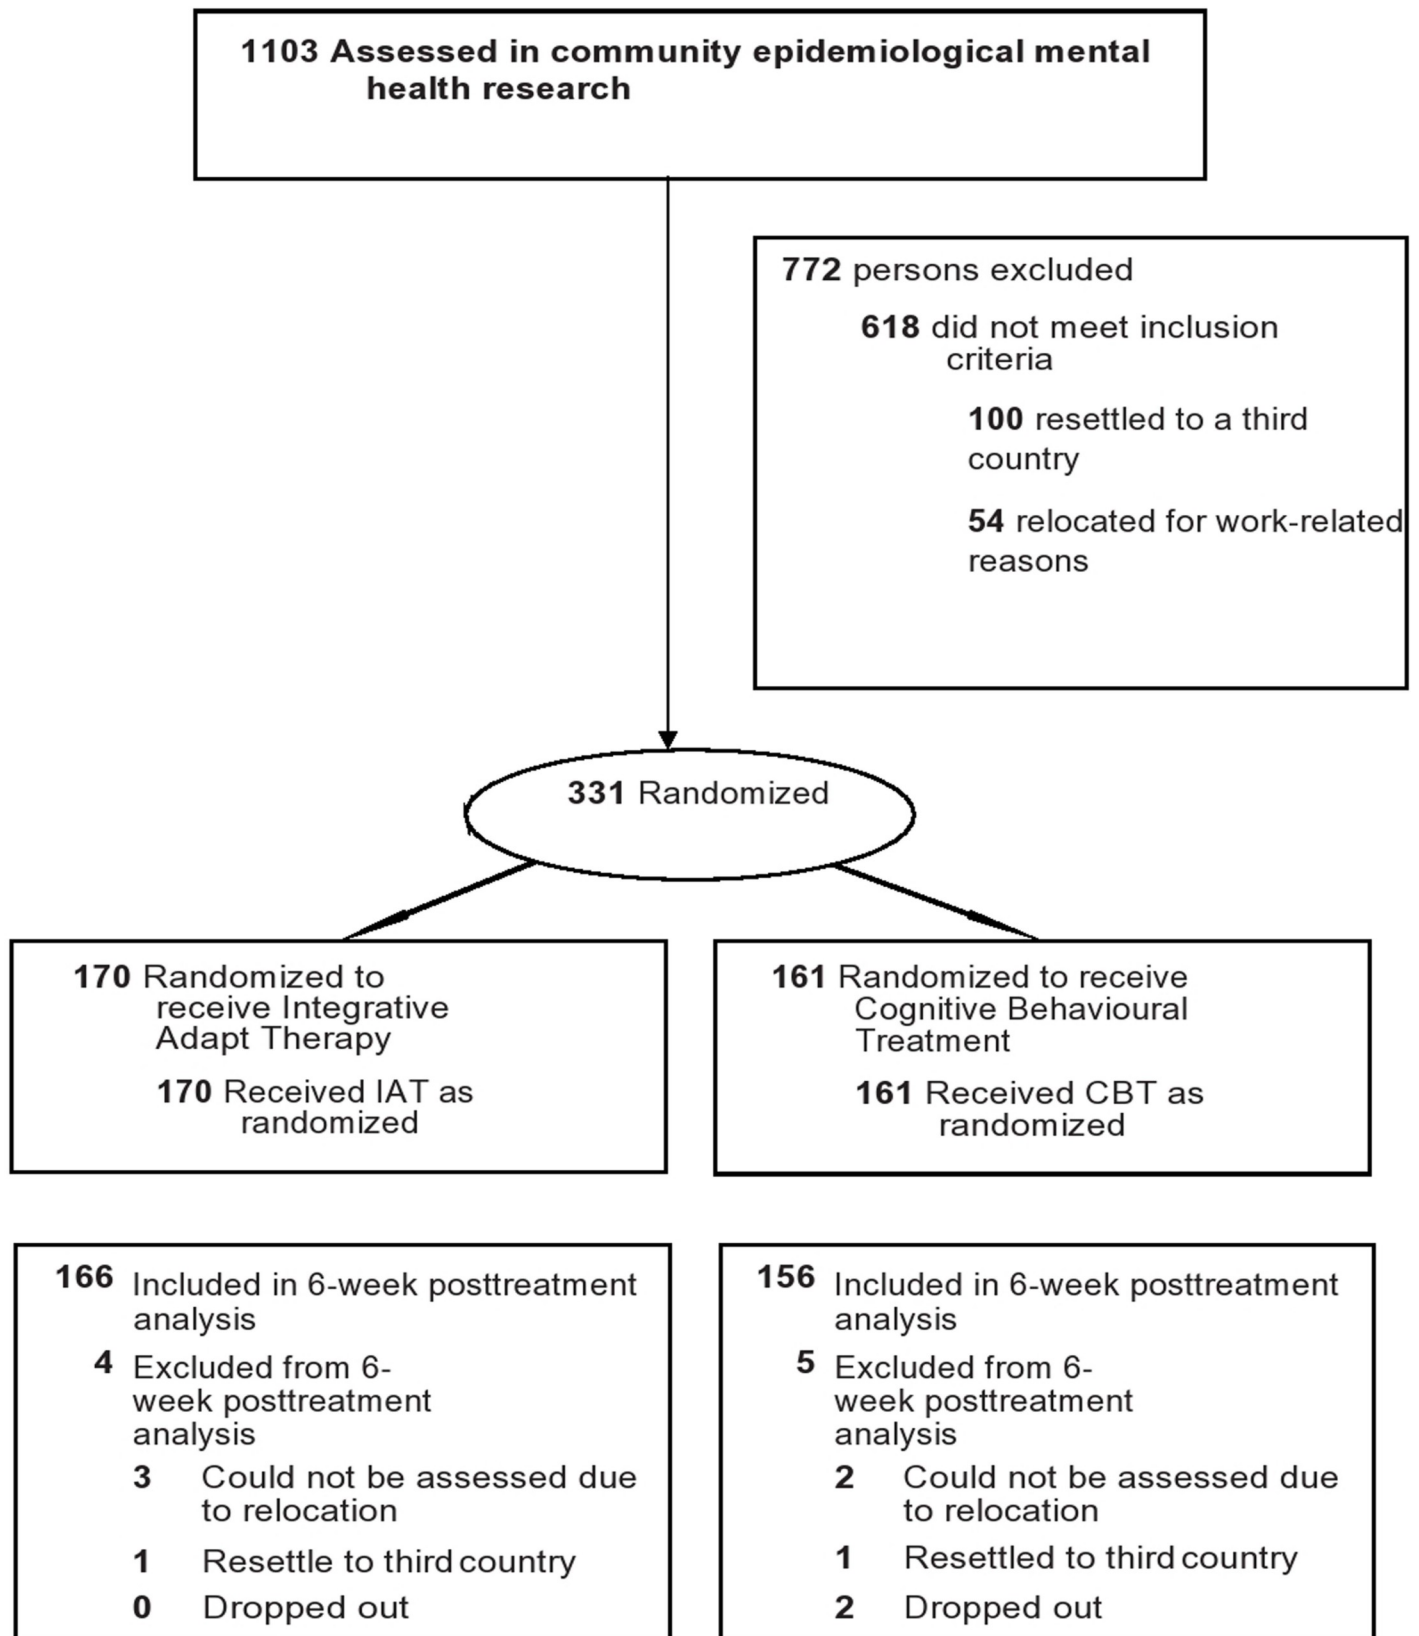 1103 Assessed in community epidemiological mental
health research
772 persons excluded
618 did not meet inclusion
criteria
100 resettled to a third
country
54 relocated for work-related
reasons
331 Randomized
170 Randomized to
receive Integrative
Adapt Therapy
170 Received IAT as
randomized
161 Randomized to receive
Cognitive Behavioural
Treatment
161 Received CBT as
randomized
166 Included in 6-week posttreatment
analysis
4 Excluded from 6-
week posttreatment
analysis
3 Could not be assessed due
to relocation
1 Resettle to third country
0 Dropped out
156 Included in 6-week posttreatment
analysis
5 Excluded from 6-
week posttreatment
analysis
2 Could not be assessed due
to relocation
1 Resettled to third country
2 Dropped out